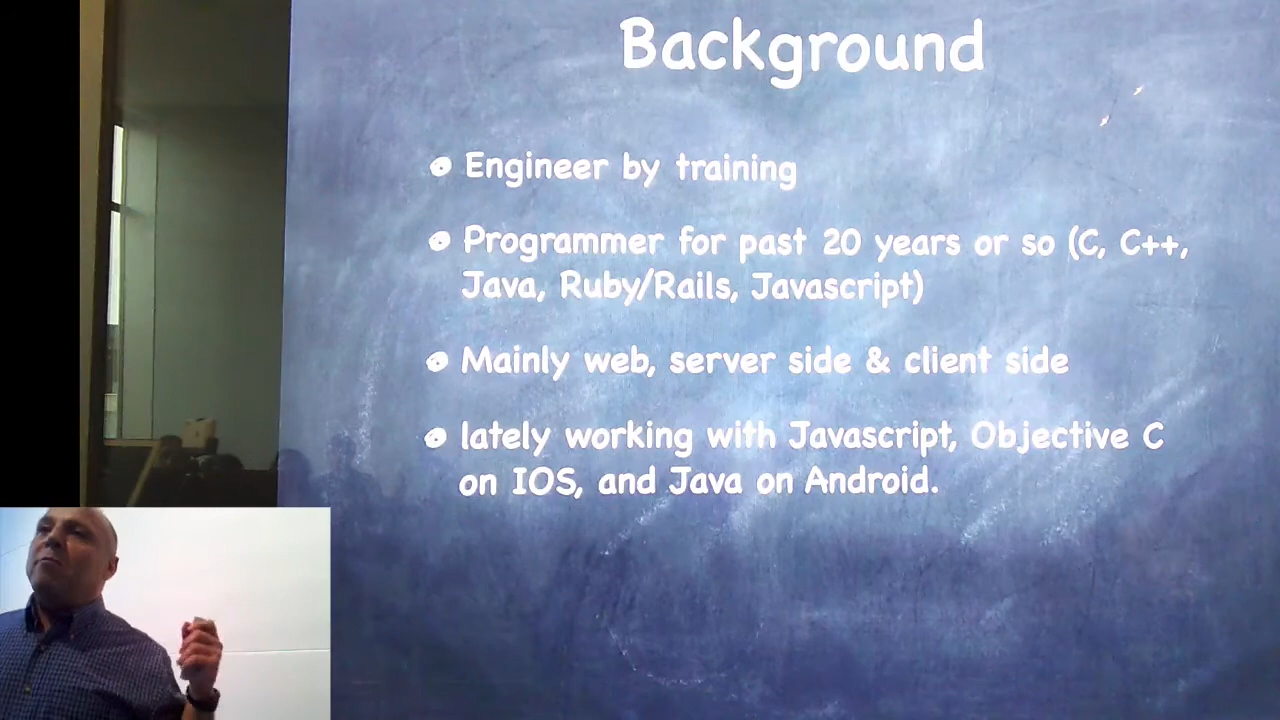 Background
Engineer by training
Programmer for past 20 years or so (C, C++,
Java, Ruby/Rails, Javascript)
Mainly web, server side & client side
lately working with Javascript, Objective C
on IOS, and Java on Android.